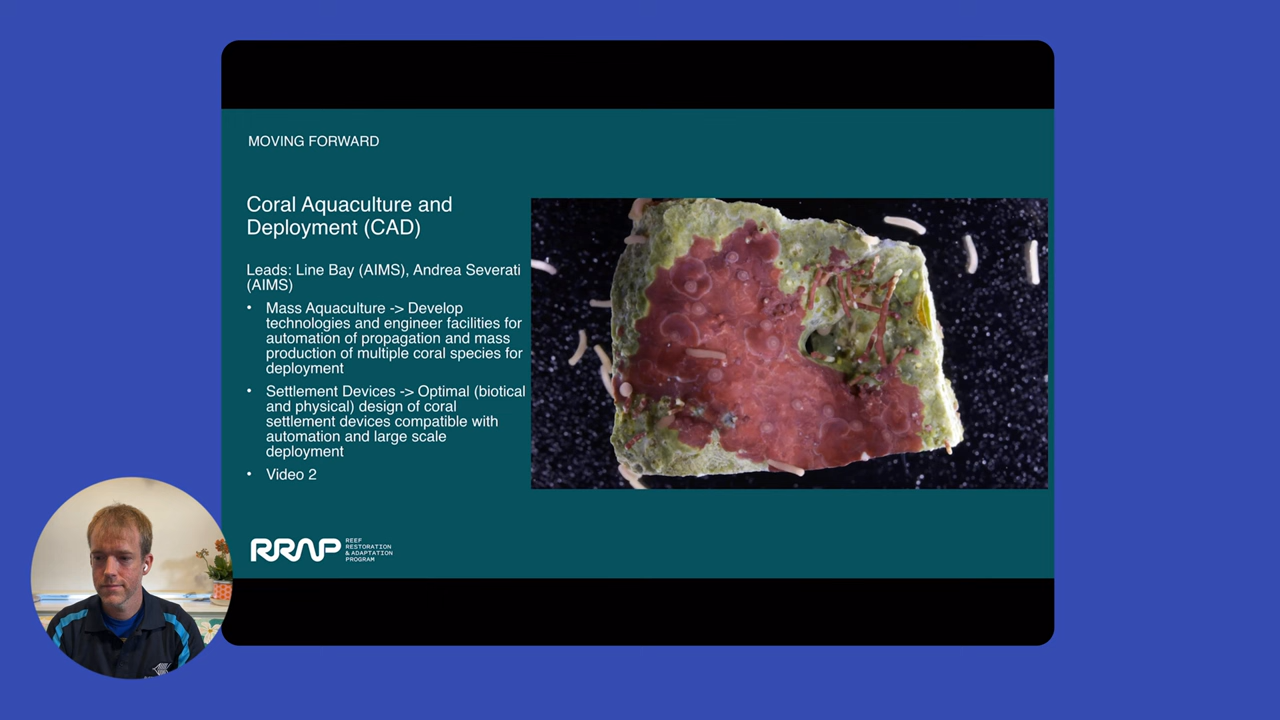 MOVING FORWARD
Coral Aquaculture and
Deployment (CAD)
Leads: Line Bay (AIMS), Andrea Severati
(AIMS)
• Mass Aquaculture -> Develop
technologies and engineer facilities for
automation of propagation and mass
production of multiple coral species for
deployment
• Settlement Devices -> Optimal (biotical
and physical) design of coral
settlement devices compatible with
automation and large scale
deployment
• Video 2
RRAP
REEF
RESTORATION
& ADAPTATION
PROGRAM